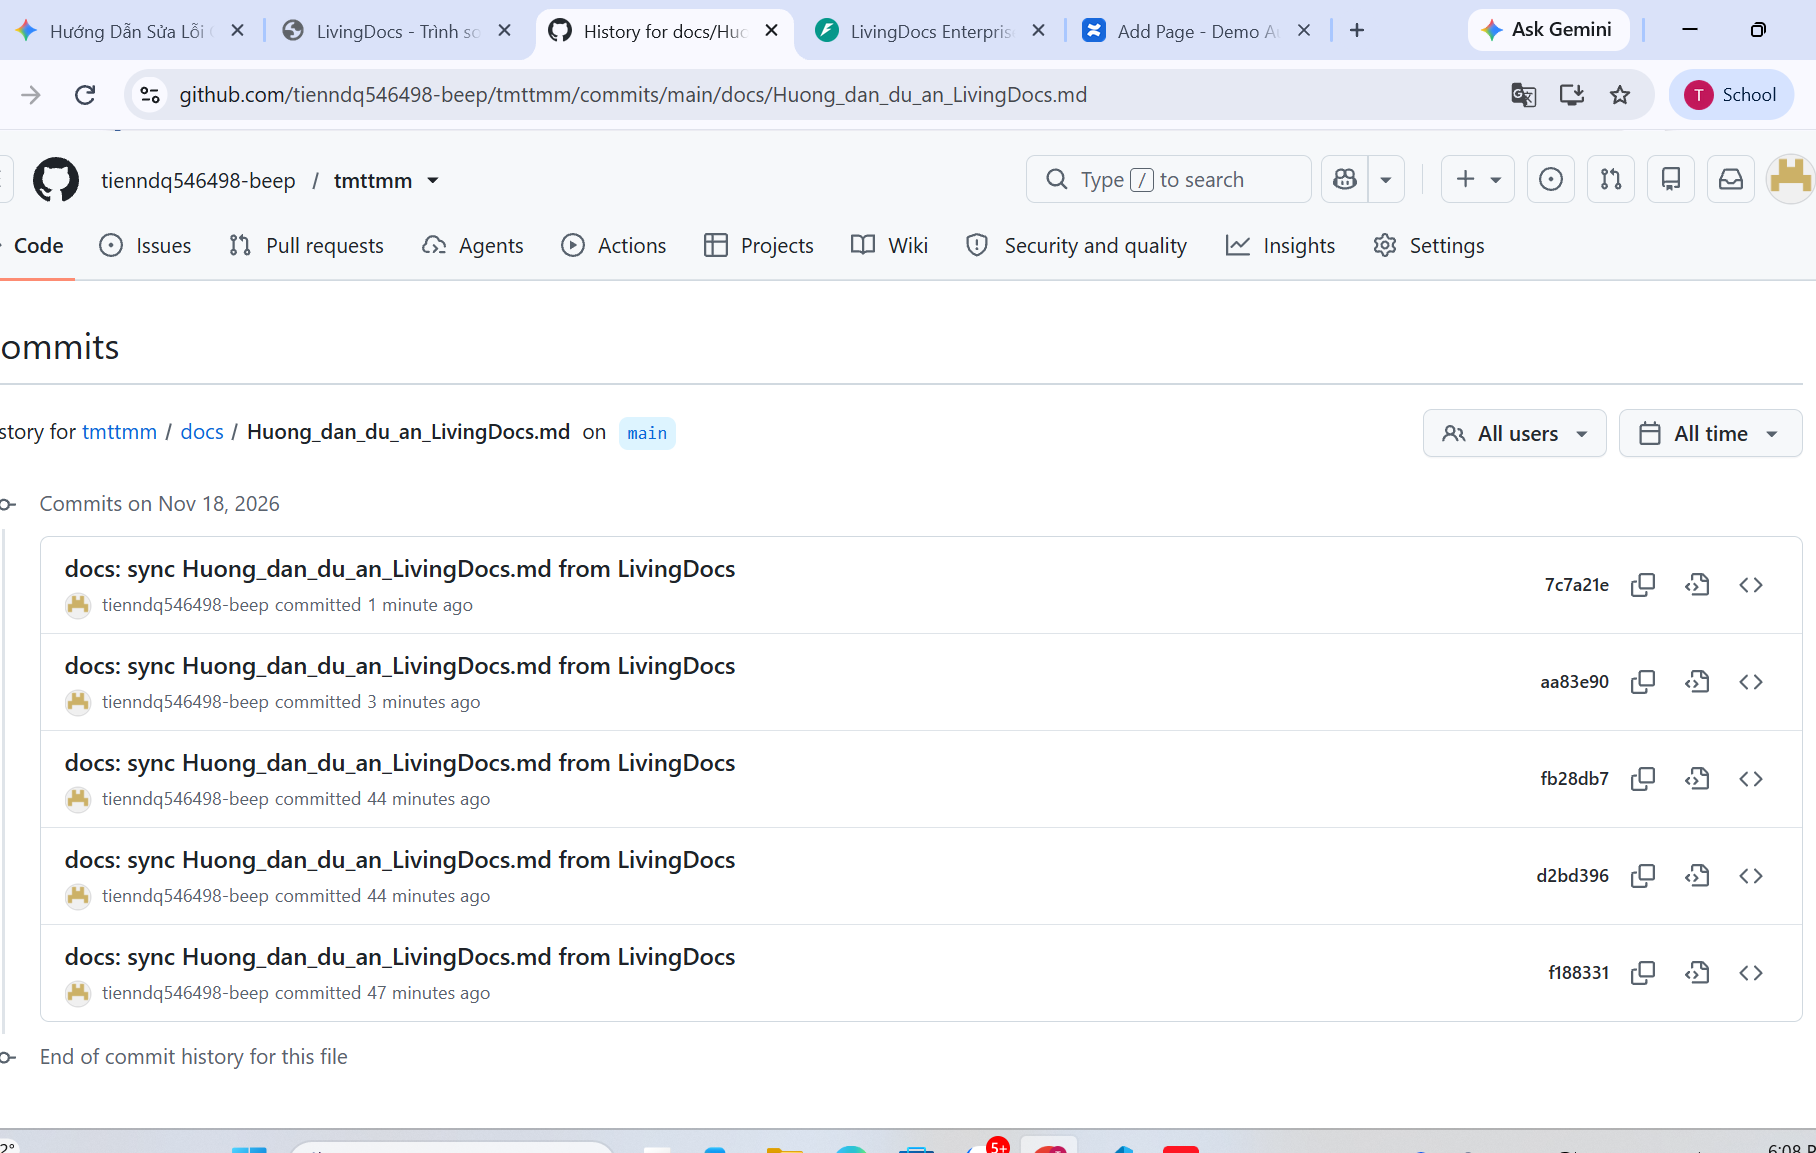 Hướng Dẫn Sửa Lỗi
LivingDocs - Trình so
History for docs/Huo
LivingDocs Enterpris
Add Page - Demo Au
Ask Gemini
github.com/tienndq546498-beep/tmttmm/commits/main/docs/Huong_dan_du_an_LivingDocs.md
T School
tienndq546498-beep / tmttmm
Type / to search
Code
Issues
Pull requests
Agents
Actions
Projects
Wiki
Security and quality
Insights
Settings
ommits
story for tmttmm / docs / Huong_dan_du_an_LivingDocs.md on main
All users
All time
Commits on Nov 18, 2026
docs: sync Huong_dan_du_an_LivingDocs.md from LivingDocs
tienndq546498-beep committed 1 minute ago
7c7a21e
docs: sync Huong_dan_du_an_LivingDocs.md from LivingDocs
tienndq546498-beep committed 3 minutes ago
aa83e90
docs: sync Huong_dan_du_an_LivingDocs.md from LivingDocs
tienndq546498-beep committed 44 minutes ago
fb28db7
docs: sync Huong_dan_du_an_LivingDocs.md from LivingDocs
tienndq546498-beep committed 44 minutes ago
d2bd396
docs: sync Huong_dan_du_an_LivingDocs.md from LivingDocs
tienndq546498-beep committed 47 minutes ago
f188331
End of commit history for this file
2°
5+
6:08 P